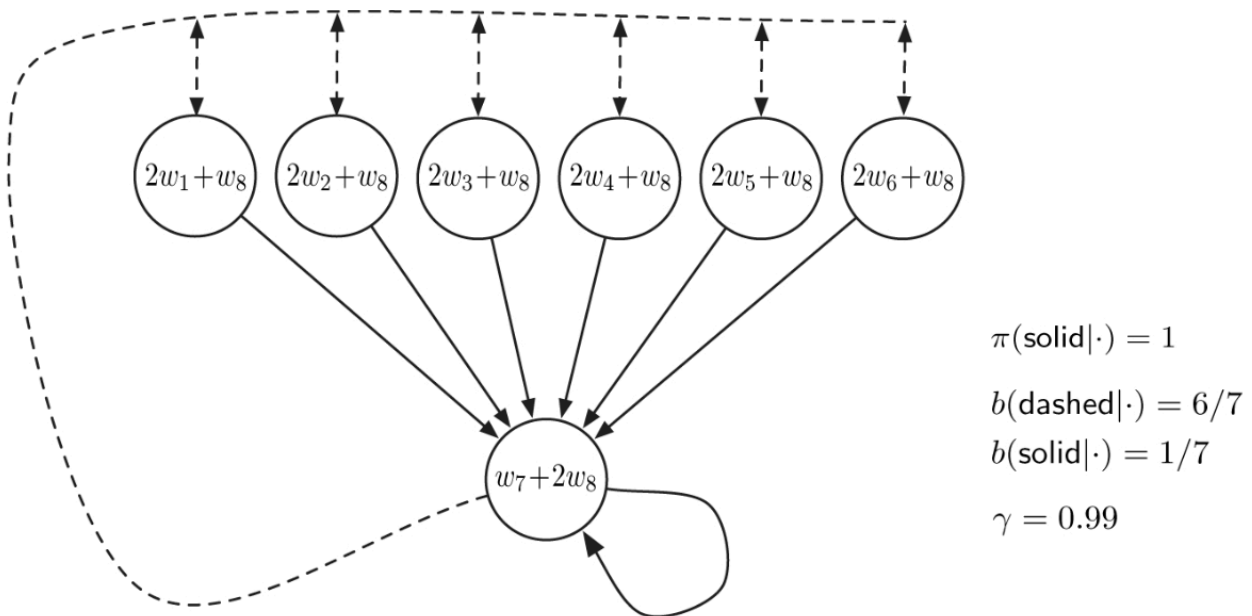 2w₁+w₈
2w₂+w₈
2w₃+w₈
2w₄+w₈
2w₅+w₈
2w₆+w₈
w₇+2w₈
π(solid|·) = 1
b(dashed|·) = 6/7
b(solid|·) = 1/7
γ = 0.99